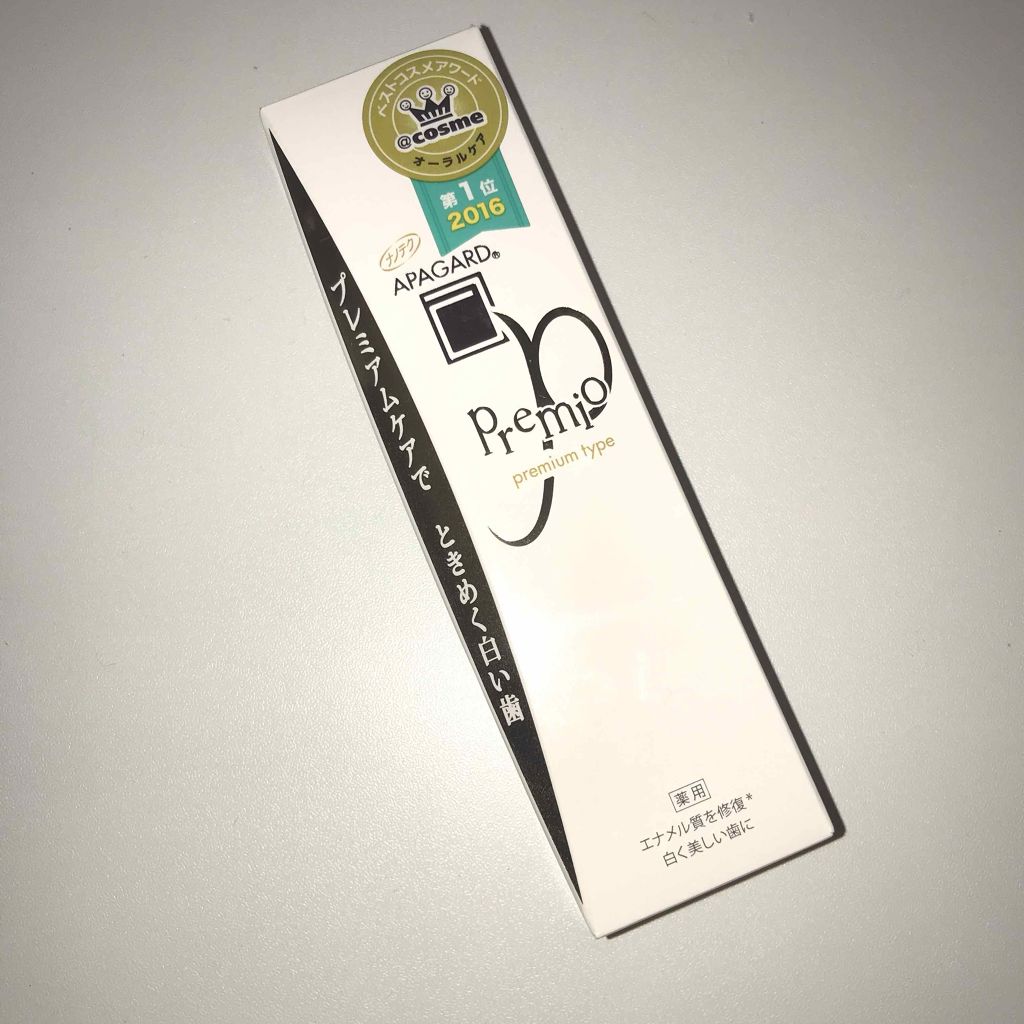 ベストコスメアワード
@cosme
オーラルケア
第1位
2016
ナノテク
APAGARD®
Premio
premium type
プレミアムケアで ときめく白い歯
薬用
エナメル質を修復*
白く美しい歯に